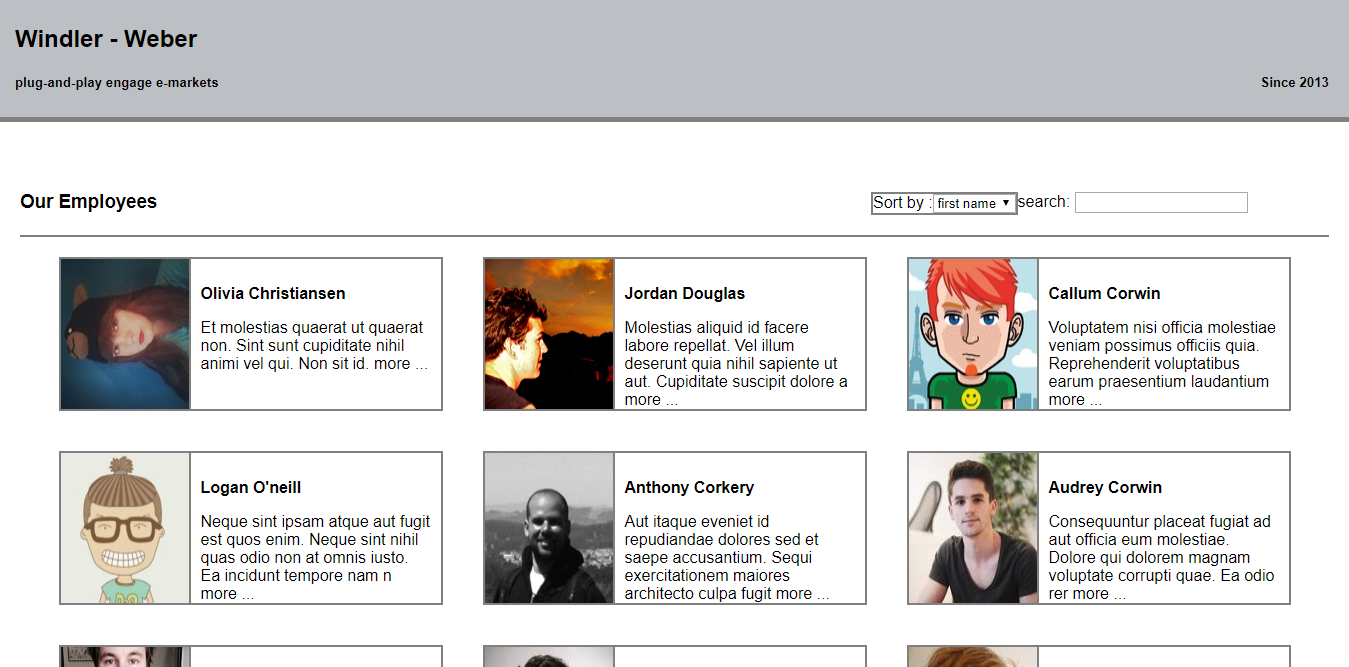 Windler - Weber
plug-and-play engage e-markets
Since 2013
Our Employees
Sort by : first name
search:
Olivia Christiansen
Et molestias quaerat ut quaerat
non. Sint sunt cupiditate nihil
animi vel qui. Non sit id. more ...
Jordan Douglas
Molestias aliquid id facere
labore repellat. Vel illum
deserunt quia nihil sapiente ut
aut. Cupiditate suscipit dolore a
more ...
Callum Corwin
Voluptatem nisi officia molestiae
veniam possimus officiis quia.
Reprehenderit voluptatibus
earum praesentium laudantium
more ...
Logan O'neill
Neque sint ipsam atque aut fugit
est quos enim. Neque sint nihil
quas odio non at omnis iusto.
Ea incidunt tempore nam n
more ...
Anthony Corkery
Aut itaque eveniet id
repudiandae dolores sed et
saepe accusantium. Sequi
exercitationem maiores
architecto culpa fugit more ...
Audrey Corwin
Consequuntur placeat fugiat ad
aut officia eum molestiae.
Dolore qui dolorem magnam
voluptate corrupti quae. Ea odio
rer more ...